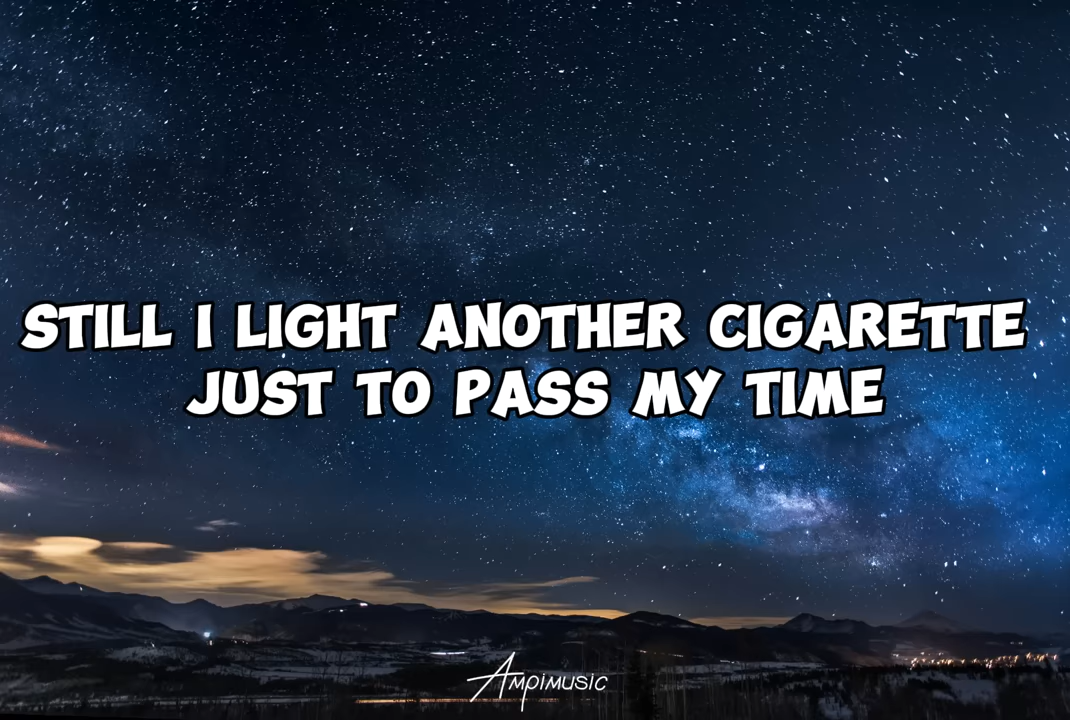 STILL I LIGHT ANOTHER CIGARETTE
JUST TO PASS MY TIME
AMPIMUSIC